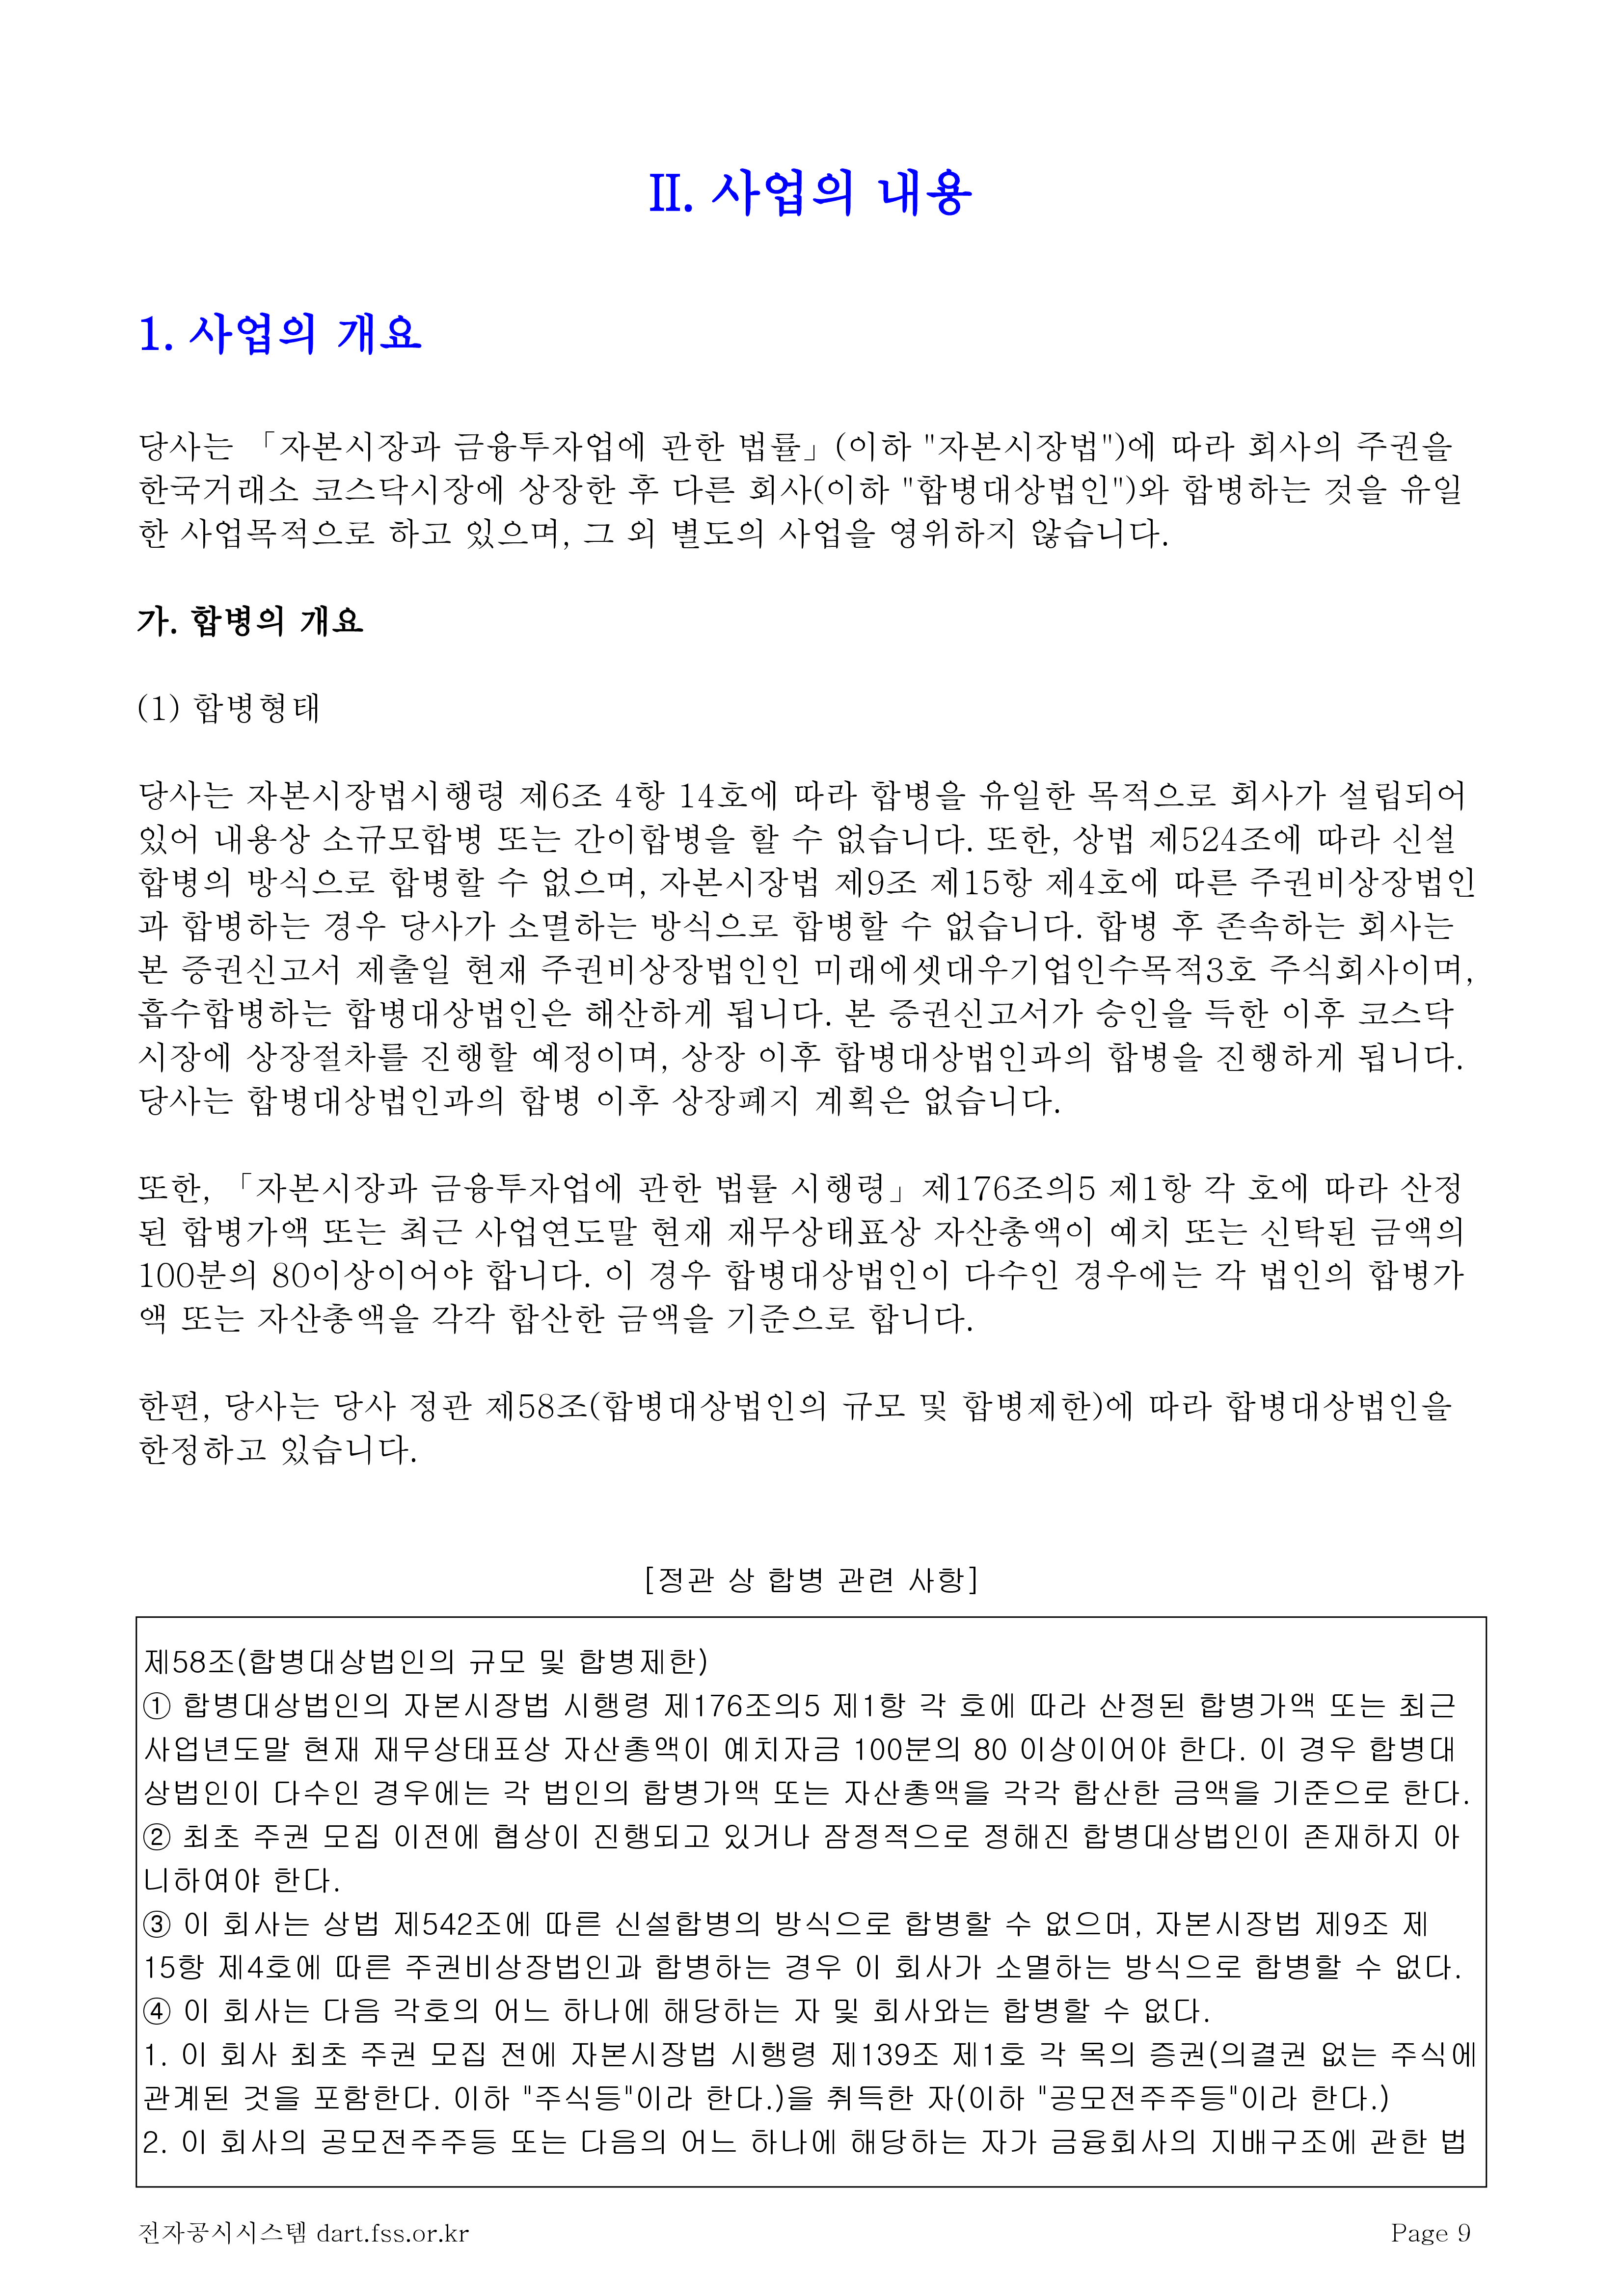 II. 사업의 내용
1. 사업의 개요
당사는 「자본시장과 금융투자업에 관한 법률」(이하 "자본시장법")에 따라 회사의 주권을
한국거래소 코스닥시장에 상장한 후 다른 회사(이하 "합병대상법인")와 합병하는 것을 유일
한 사업목적으로 하고 있으며, 그 외 별도의 사업을 영위하지 않습니다.
가. 합병의 개요
(1) 합병형태
당사는 자본시장법시행령 제6조 4항 14호에 따라 합병을 유일한 목적으로 회사가 설립되어
있어 내용상 소규모합병 또는 간이합병을 할 수 없습니다. 또한, 상법 제524조에 따라 신설
합병의 방식으로 합병할 수 없으며, 자본시장법 제9조 제15항 제4호에 따른 주권비상장법인
과 합병하는 경우 당사가 소멸하는 방식으로 합병할 수 없습니다. 합병 후 존속하는 회사는
본 증권신고서 제출일 현재 주권비상장법인인 미래에셋대우기업인수목적3호 주식회사이며,
흡수합병하는 합병대상법인은 해산하게 됩니다. 본 증권신고서가 승인을 득한 이후 코스닥
시장에 상장절차를 진행할 예정이며, 상장 이후 합병대상법인과의 합병을 진행하게 됩니다.
당사는 합병대상법인과의 합병 이후 상장폐지 계획은 없습니다.
또한, 「자본시장과 금융투자업에 관한 법률 시행령」제176조의5 제1항 각 호에 따라 산정
된 합병가액 또는 최근 사업연도말 현재 재무상태표상 자산총액이 예치 또는 신탁된 금액의
100분의 80이상이어야 합니다. 이 경우 합병대상법인이 다수인 경우에는 각 법인의 합병가
액 또는 자산총액을 각각 합산한 금액을 기준으로 합니다.
한편, 당사는 당사 정관 제58조(합병대상법인의 규모 및 합병제한)에 따라 합병대상법인을
한정하고 있습니다.
[정관 상 합병 관련 사항]
제58조(합병대상법인의 규모 및 합병제한)
① 합병대상법인의 자본시장법 시행령 제176조의5 제1항 각 호에 따라 산정된 합병가액 또는 최근
사업년도말 현재 재무상태표상 자산총액이 예치자금 100분의 80 이상이어야 한다. 이 경우 합병대
상법인이 다수인 경우에는 각 법인의 합병가액 또는 자산총액을 각각 합산한 금액을 기준으로 한다.
② 최초 주권 모집 이전에 협상이 진행되고 있거나 잠정적으로 정해진 합병대상법인이 존재하지 아
니하여야 한다.
③ 이 회사는 상법 제542조에 따른 신설합병의 방식으로 합병할 수 없으며, 자본시장법 제9조 제
15항 제4호에 따른 주권비상장법인과 합병하는 경우 이 회사가 소멸하는 방식으로 합병할 수 없다.
④ 이 회사는 다음 각호의 어느 하나에 해당하는 자 및 회사와는 합병할 수 없다.
1. 이 회사 최초 주권 모집 전에 자본시장법 시행령 제139조 제1호 각 목의 증권(의결권 없는 주식에
관계된 것을 포함한다. 이하 "주식등"이라 한다.)을 취득한 자(이하 "공모전주주등"이라 한다.)
2. 이 회사의 공모전주주등 또는 다음의 어느 하나에 해당하는 자가 금융회사의 지배구조에 관한 법
전자공시시스템 dart.fss.or.kr
Page 9